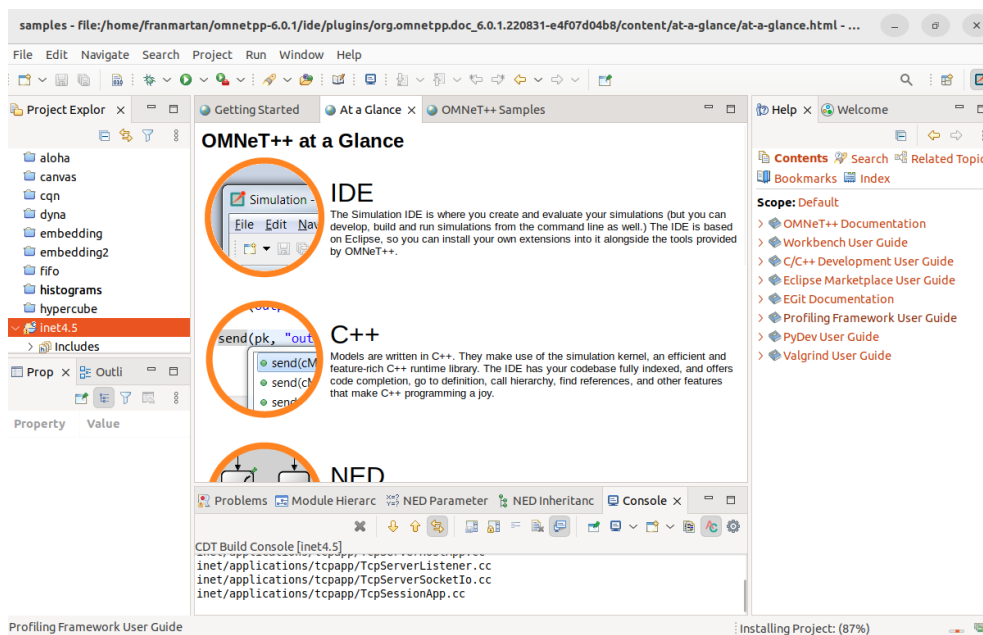 samples - file:/home/franmartan/omnetpp-6.0.1/ide/plugins/org.omnetpp.doc_6.0.1.220831-e4f07d04b8/content/at-a-glance/at-a-glance.html - ...
File Edit Navigate Search Project Run Window Help
Project Explor
Getting Started
At a Glance
OMNeT++ Samples
Help
Welcome
aloha
canvas
cqn
dyna
embedding
embedding2
fifo
histograms
hypercube
inet4.5
Includes
Prop
Outli
Property Value
OMNeT++ at a Glance
Simulation -
File Edit Nav
IDE
The Simulation IDE is where you create and evaluate your simulations (but you can
develop, build and run simulations from the command line as well.) The IDE is based
on Eclipse, so you can install your own extensions into it alongside the tools provided
by OMNeT++.
send(pk, "out
send(cM
send(cM
send
C++
Models are written in C++. They make use of the simulation kernel, an efficient and
feature-rich C++ runtime library. The IDE has your codebase fully indexed, and offers
code completion, go to definition, call hierarchy, find references, and other features
that make C++ programming a joy.
NED
Contents Search Related Topic
Bookmarks Index
Scope: Default
OMNeT++ Documentation
Workbench User Guide
C/C++ Development User Guide
Eclipse Marketplace User Guide
EGit Documentation
Profiling Framework User Guide
PyDev User Guide
Valgrind User Guide
Problems
Module Hierarc
NED Parameter
NED Inheritanc
Console
CDT Build Console [inet4.5]
inet/applications/tcpapp/TcpServerHostApp.cc
inet/applications/tcpapp/TcpServerListener.cc
inet/applications/tcpapp/TcpServerSocketIo.cc
inet/applications/tcpapp/TcpSessionApp.cc
Profiling Framework User Guide
Installing Project: (87%)